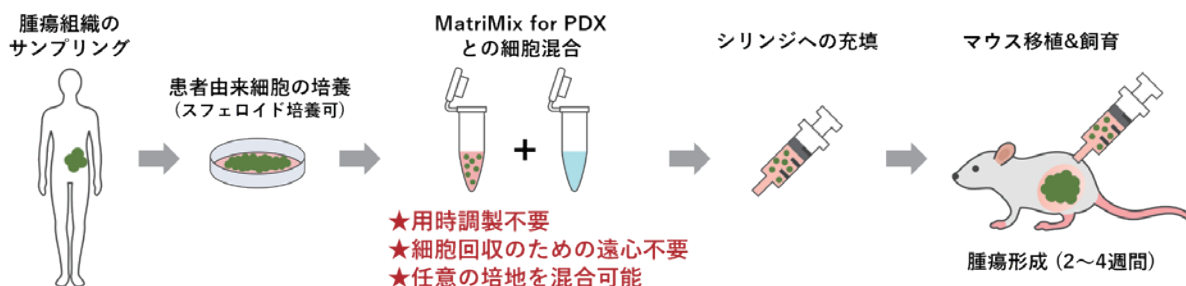 腫瘍組織の
サンプリング
患者由来細胞の培養
(スフェロイド培養可)
MatriMix for PDX
との細胞混合
★用時調製不要
★細胞回収のための遠心不要
★任意の培地を混合可能
シリンジへの充填
マウス移植&飼育
腫瘍形成 (2〜4週間)